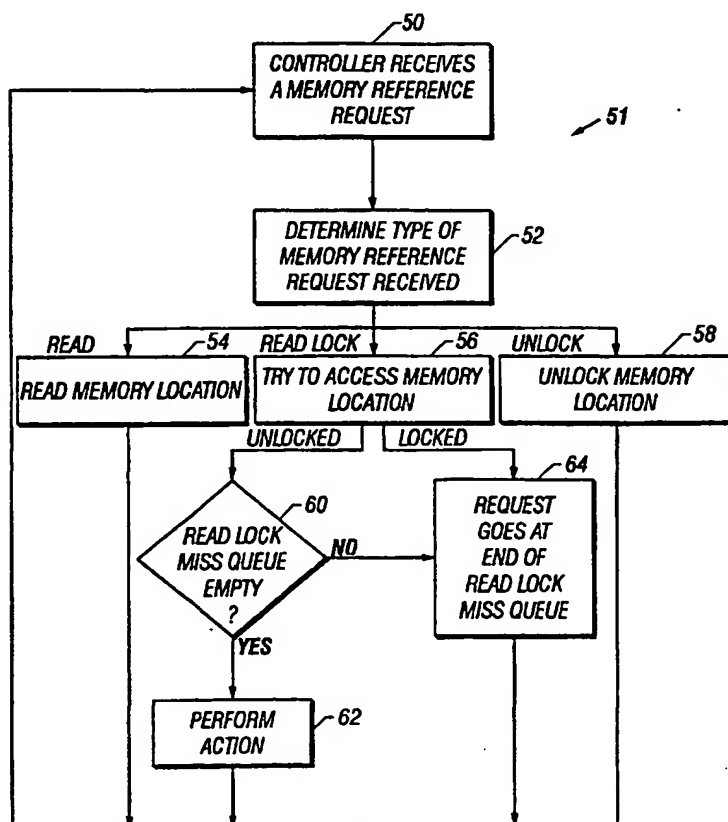 50
CONTROLLER RECEIVES
A MEMORY REFERENCE
REQUEST
51
DETERMINE TYPE OF
MEMORY REFERENCE
REQUEST RECEIVED
52
READ
54
READ LOCK
56
UNLOCK
58
READ MEMORY LOCATION
TRY TO ACCESS MEMORY
LOCATION
UNLOCK MEMORY
LOCATION
UNLOCKED
LOCKED
60
READ LOCK
MISS QUEUE
EMPTY
?
NO
64
REQUEST
GOES AT
END OF
READ LOCK
MISS QUEUE
YES
PERFORM
ACTION
62